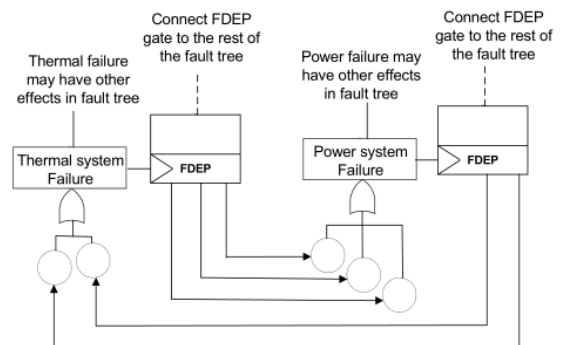 Connect FDEP
gate to the rest of
the fault tree
Thermal failure
may have other
effects in fault tree
Thermal system
Failure
FDEP
Connect FDEP
gate to the rest of
the fault tree
Power failure may
have other effects
in fault tree
Power system
Failure
FDEP